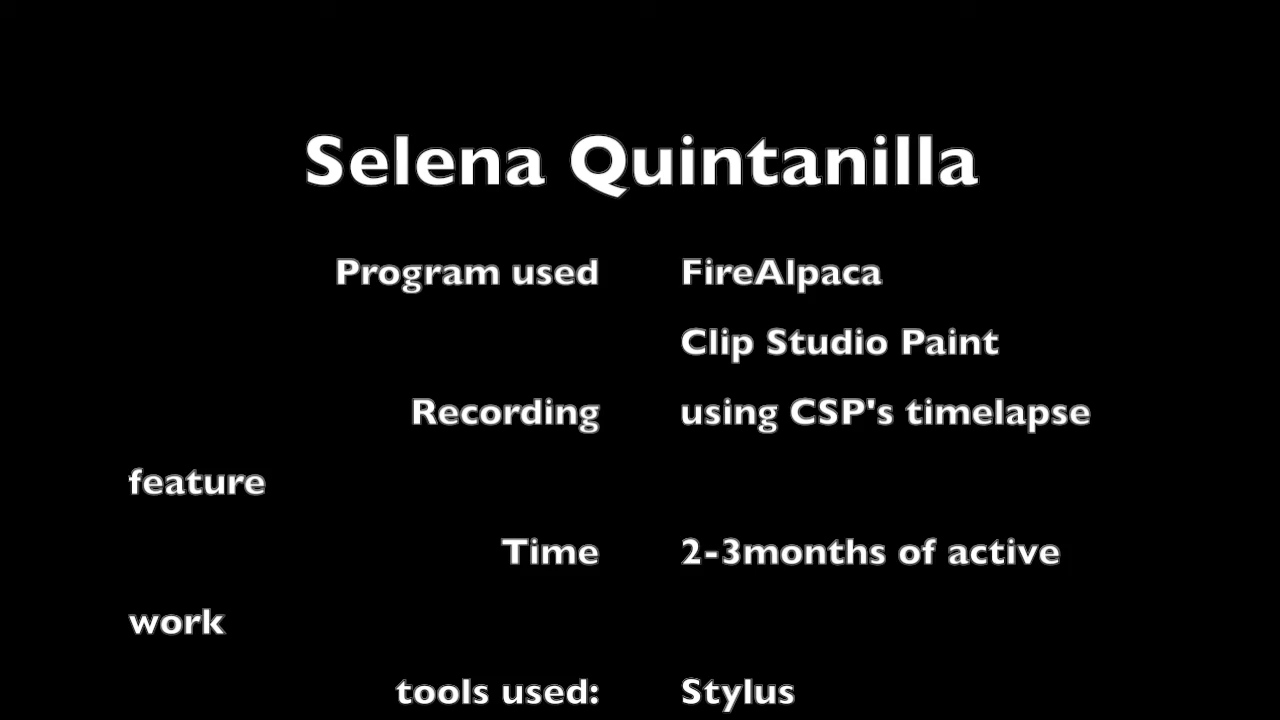 Selena Quintanilla
Program used FireAlpaca
Clip Studio Paint
Recording using CSP's timelapse
feature
Time 2-3months of active
work
tools used: Stylus